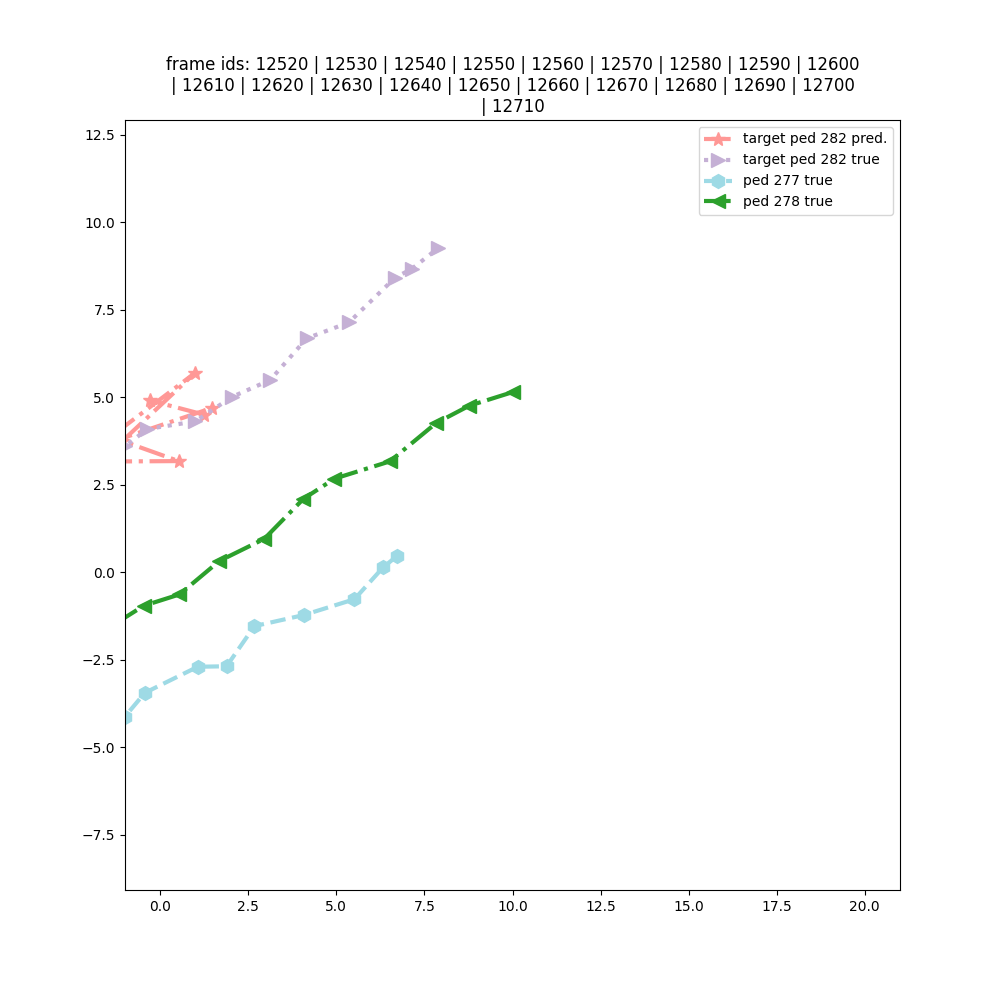 frame ids: 12520 | 12530 | 12540 | 12550 | 12560 | 12570 | 12580 | 12590 | 12600
| 12610 | 12620 | 12630 | 12640 | 12650 | 12660 | 12670 | 12680 | 12690 | 12700
| 12710
target ped 282 pred.
target ped 282 true
ped 277 true
ped 278 true
12.5
10.0
7.5
5.0
2.5
0.0
−2.5
−5.0
−7.5
0.0 2.5 5.0 7.5 10.0 12.5 15.0 17.5 20.0